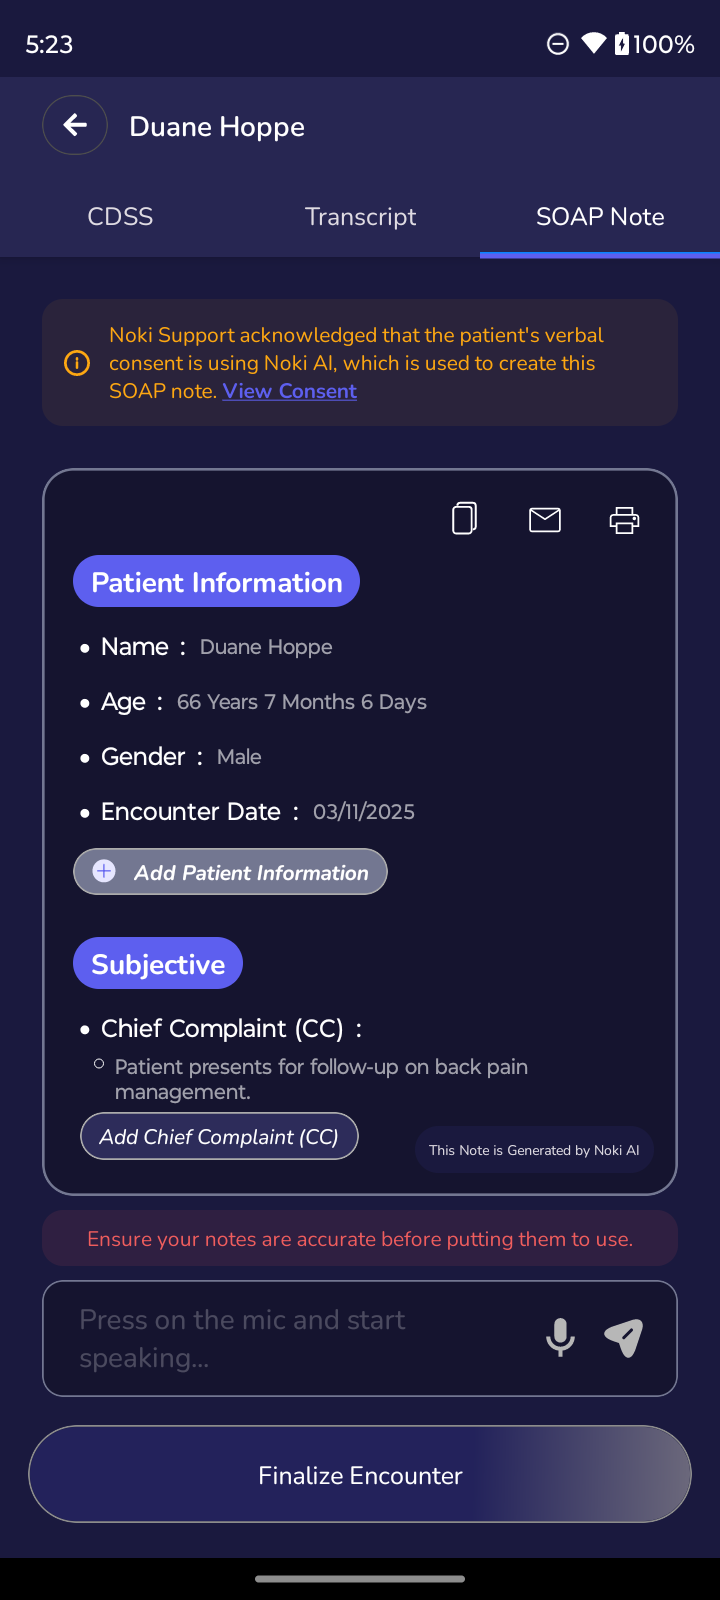 5:23
100%
Duane Hoppe
CDSS
Transcript
SOAP Note
Noki Support acknowledged that the patient's verbal
consent is using Noki AI, which is used to create this
SOAP note. View Consent
Patient Information
• Name : Duane Hoppe
• Age : 66 Years 7 Months 6 Days
• Gender : Male
• Encounter Date : 03/11/2025
Add Patient Information
Subjective
• Chief Complaint (CC) :
Patient presents for follow-up on back pain
management.
Add Chief Complaint (CC)
This Note is Generated by Noki AI
Ensure your notes are accurate before putting them to use.
Press on the mic and start
speaking...
Finalize Encounter